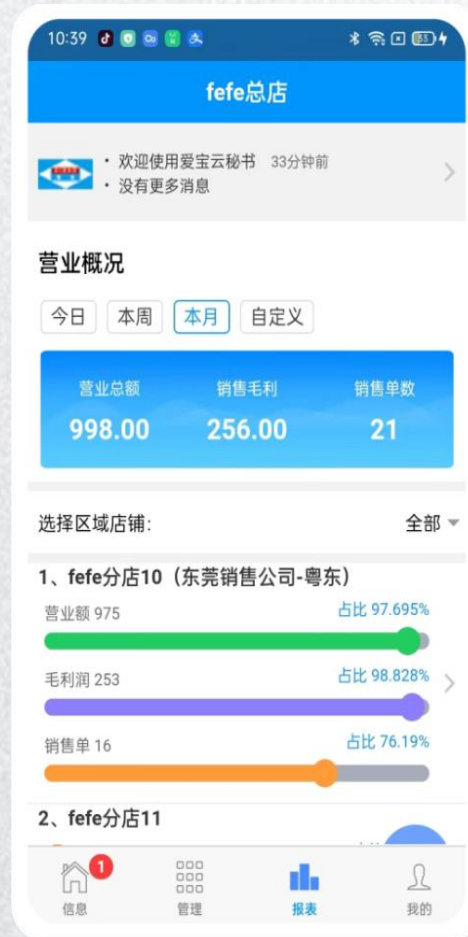 10:39
fefe总店
· 欢迎使用爱宝云秘书 33分钟前
· 没有更多消息
营业概况
今日 本周 本月 自定义
营业总额 销售毛利 销售单数
998.00 256.00 21
选择区域店铺: 全部
1、fefe分店10（东莞销售公司-粤东）
营业额 975 占比 97.695%
毛利润 253 占比 98.828%
销售单 16 占比 76.19%
2、fefe分店11
1
信息 管理 报表 我的